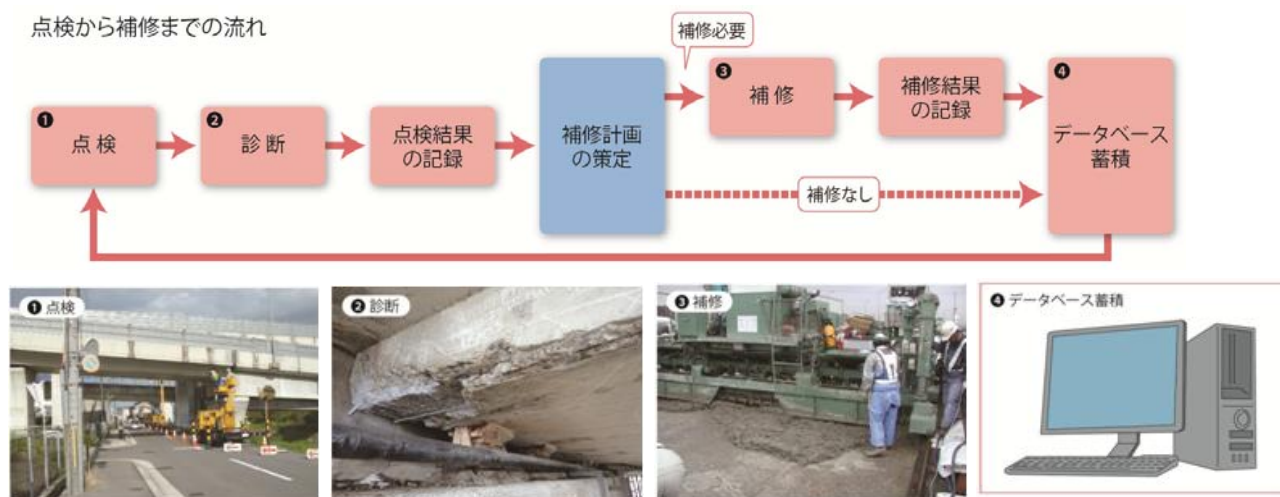 点検から補修までの流れ
補修必要
❶
点検
❷
診断
点検結果
の記録
補修計画
の策定
❸
補修
補修結果
の記録
❹
データベース
蓄積
補修なし
❶ 点検
❷ 診断
❸ 補修
❹ データベース蓄積